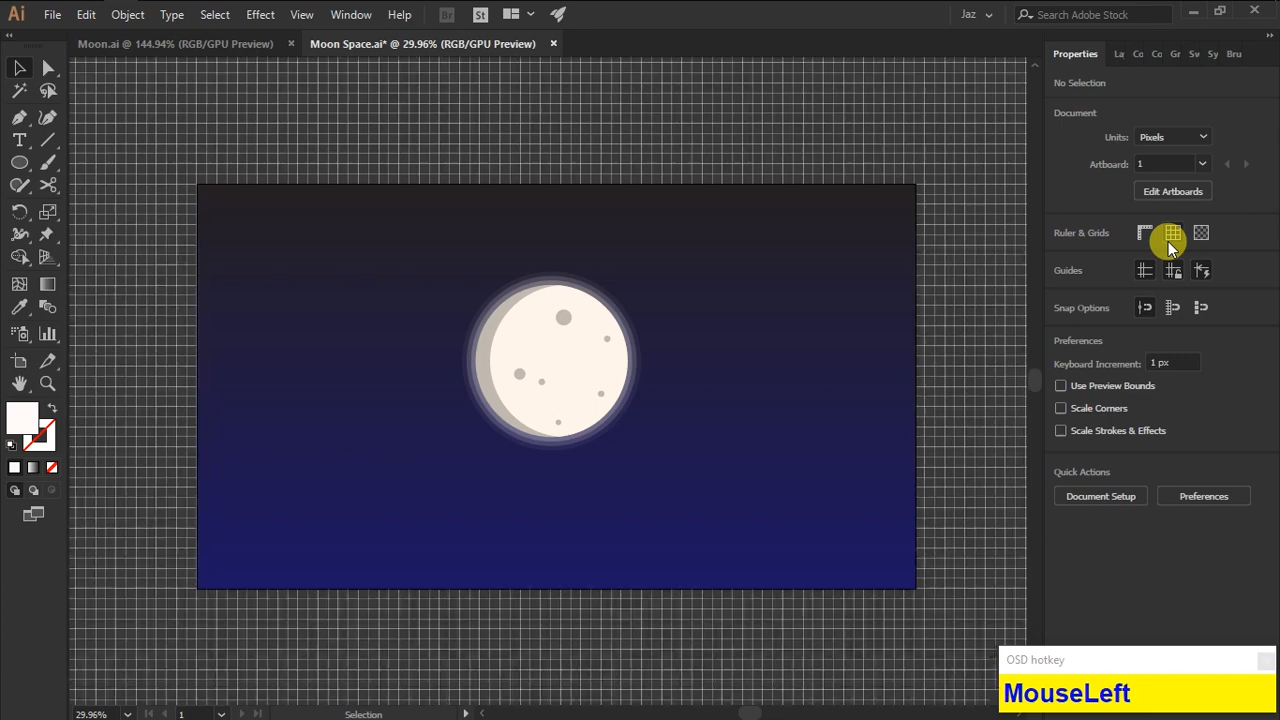 Ai File Edit Object Type Select Effect View Window Help Br St Jaz Search Adobe Stock
Moon.ai @ 144.94% (RGB/GPU Preview) Moon Space.ai* @ 29.96% (RGB/GPU Preview)
Properties La Co Co Gr Sw Sy Bru
No Selection
Document
Units: Pixels
Artboard: 1
Edit Artboards
Ruler & Grids
Guides
Snap Options
Preferences
Keyboard Increment: 1 px
Use Preview Bounds
Scale Corners
Scale Strokes & Effects
Quick Actions
Document Setup Preferences
OSD hotkey
MouseLeft
29.96% 1 Selection